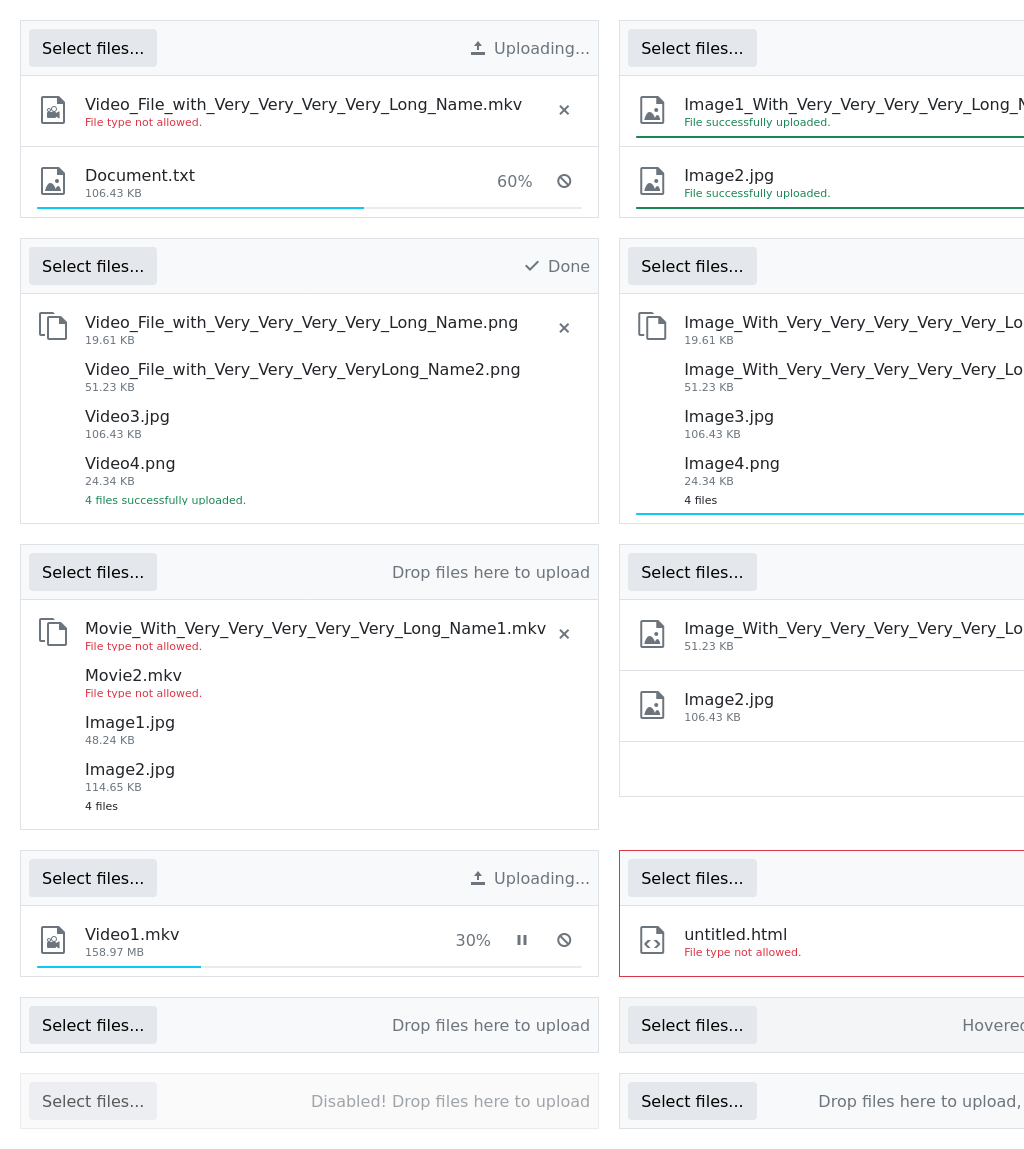 Select files...
Uploading...
Video_File_with_Very_Very_Very_Very_Long_Name.mkv
File type not allowed.
Document.txt
106.43 KB
60%
Select files...
Image1_With_Very_Very_Very_Very_Long_
File successfully uploaded.
Image2.jpg
File successfully uploaded.
Select files...
Done
Video_File_with_Very_Very_Very_Very_Long_Name.png
19.61 KB
Video_File_with_Very_Very_Very_VeryLong_Name2.png
51.23 KB
Video3.jpg
106.43 KB
Video4.png
24.34 KB
4 files successfully uploaded.
Select files...
Image_With_Very_Very_Very_Very_Very_Lo
19.61 KB
Image_With_Very_Very_Very_Very_Very_Lo
51.23 KB
Image3.jpg
106.43 KB
Image4.png
24.34 KB
4 files
Select files...
Drop files here to upload
Movie_With_Very_Very_Very_Very_Very_Long_Name1.mkv
File type not allowed.
Movie2.mkv
File type not allowed.
Image1.jpg
48.24 KB
Image2.jpg
114.65 KB
4 files
Select files...
Image_With_Very_Very_Very_Very_Very_Lo
51.23 KB
Image2.jpg
106.43 KB
Select files...
Uploading...
Video1.mkv
158.97 MB
30%
Select files...
untitled.html
File type not allowed.
Select files...
Drop files here to upload
Select files...
Hovered
Select files...
Disabled! Drop files here to upload
Select files...
Drop files here to upload,